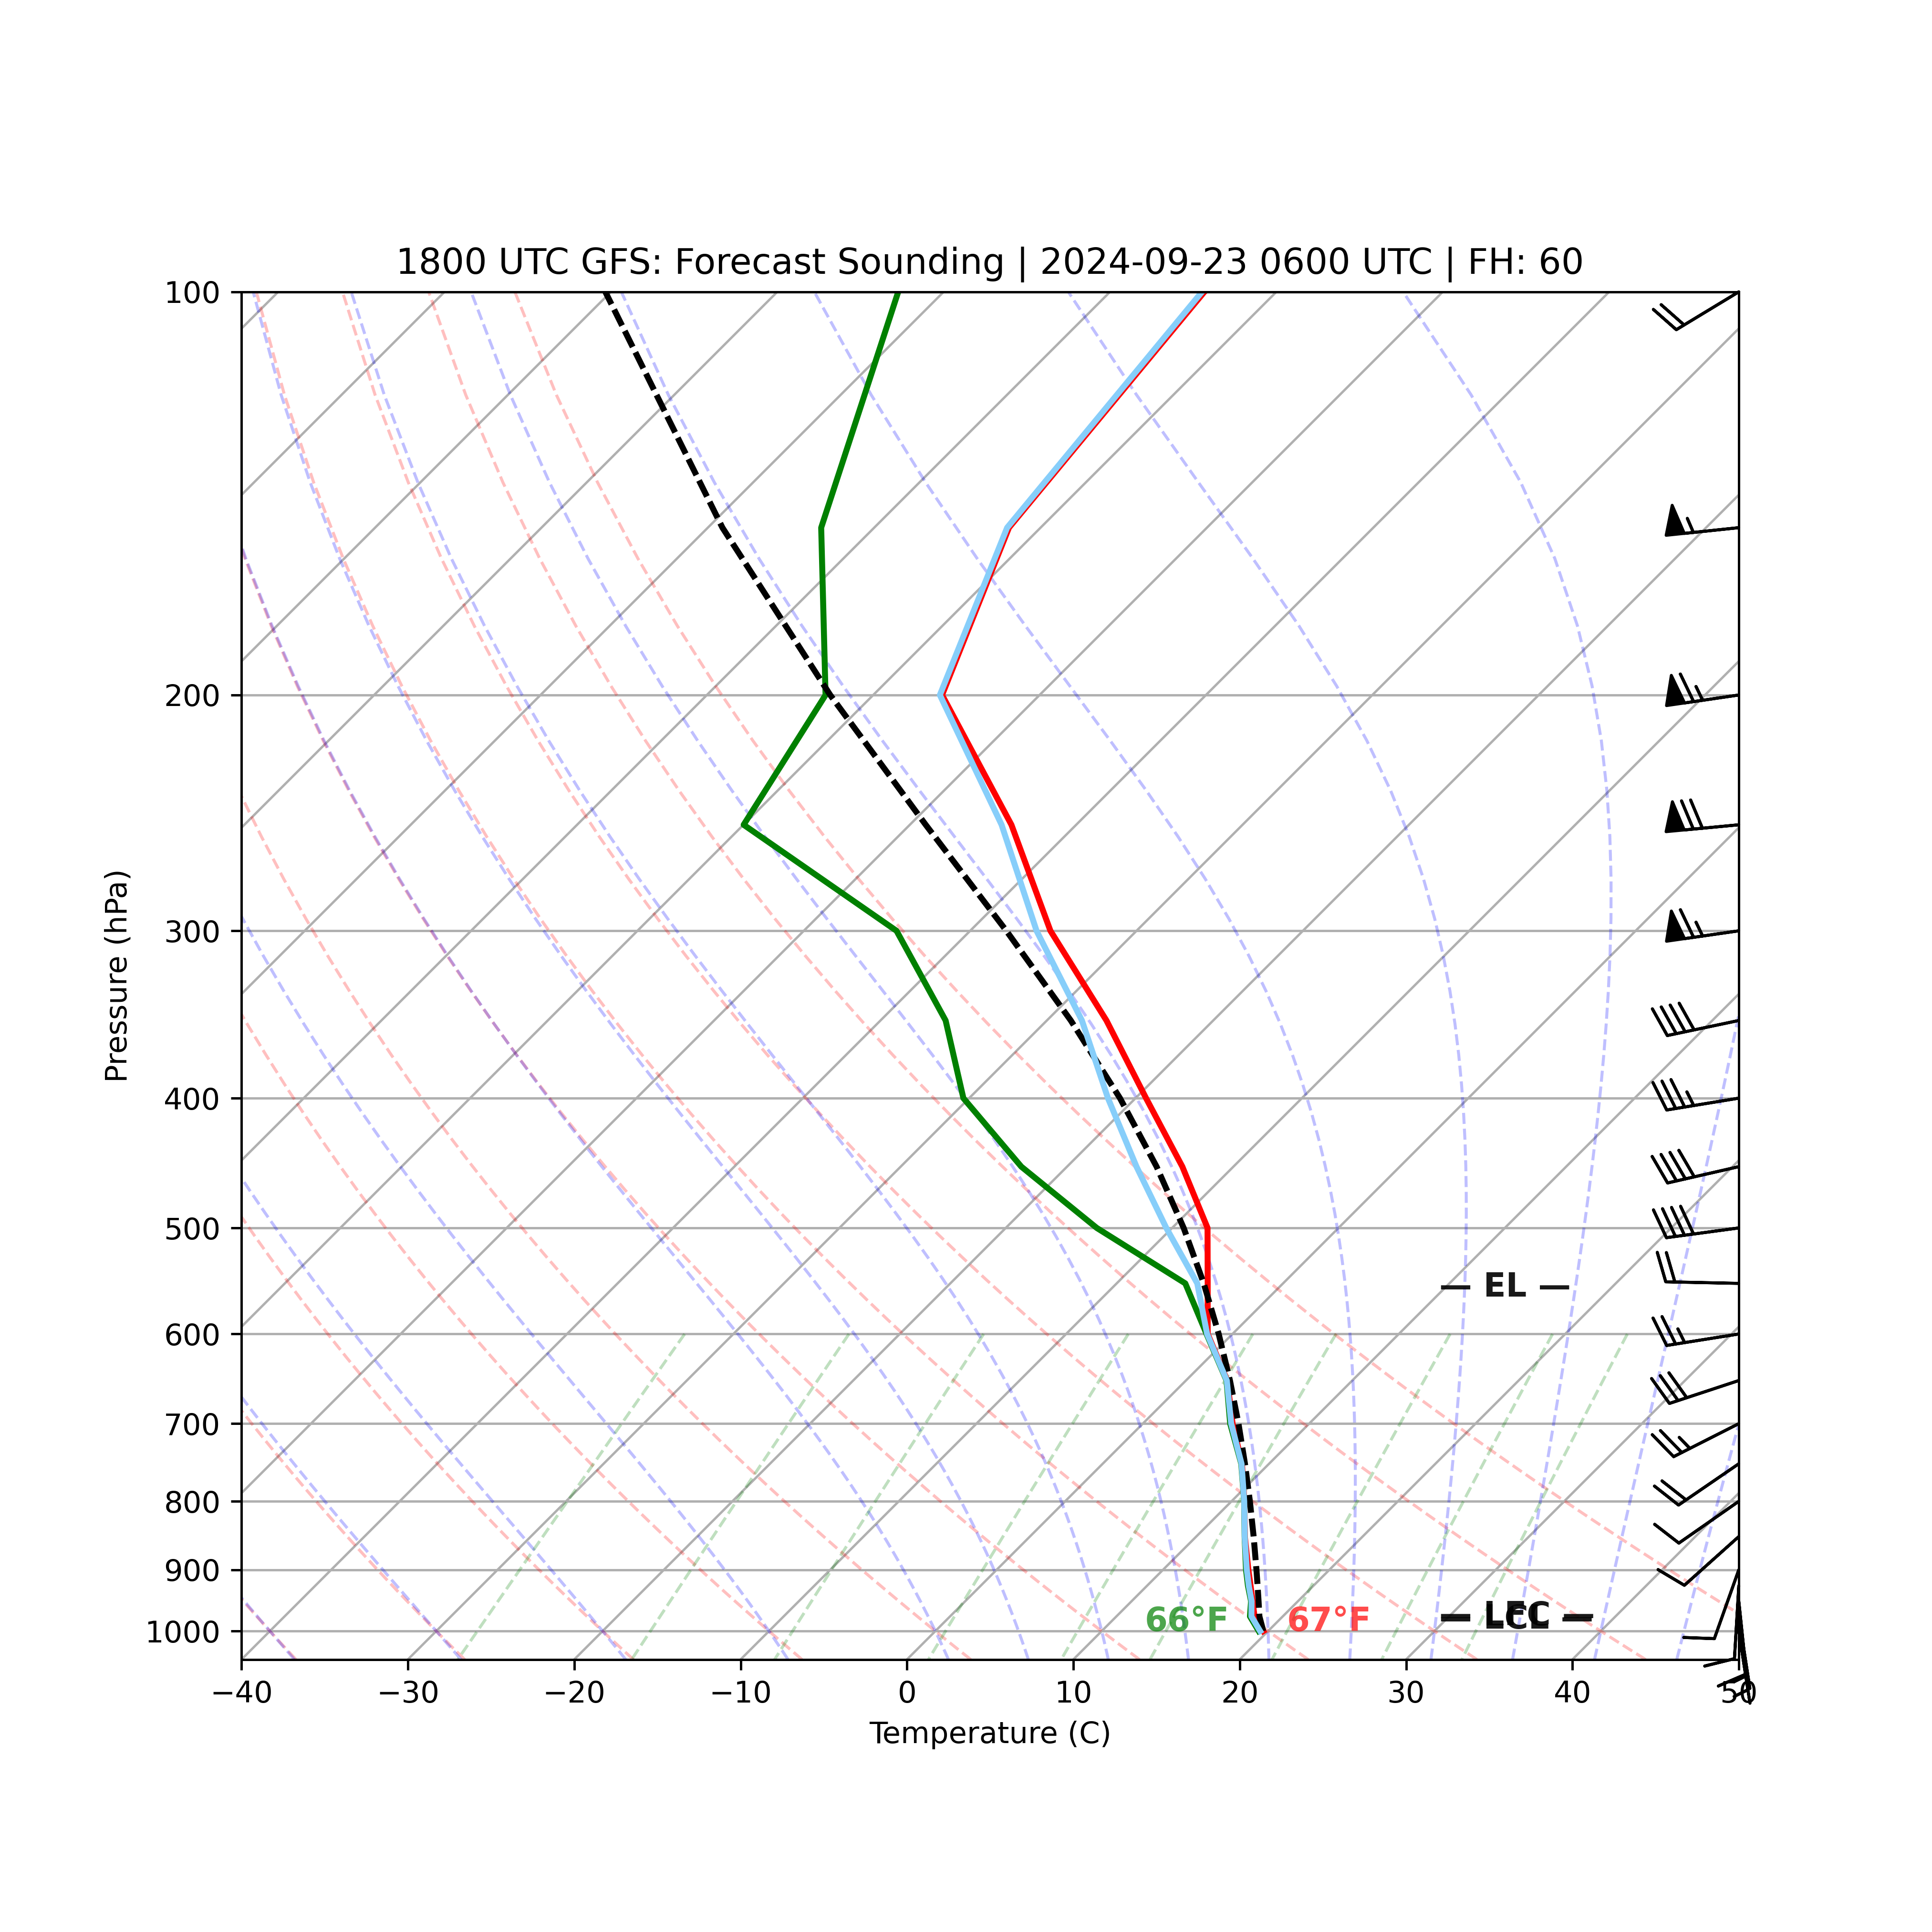 1800 UTC GFS: Forecast Sounding | 2024-09-23 0600 UTC | FH: 60
100
200
300
400
500
600
700
800
900
1000
Pressure (hPa)
— EL —
66°F
67°F
— LFC —
−40
−30
−20
−10
0
10
20
30
40
50
Temperature (C)